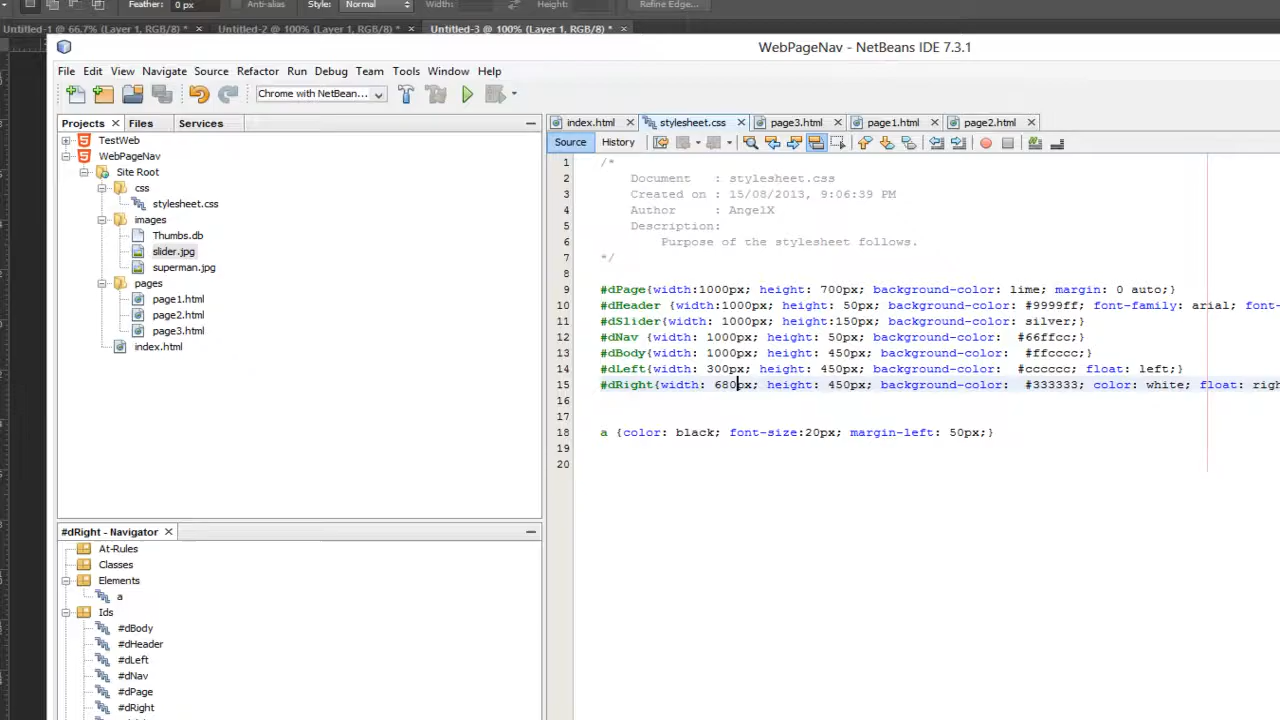 Feather: 0 px Anti-alias Style: Normal Width: Height: Refine Edge...
Untitled-1 @ 66.7% (Layer 1, RGB/8) * × Untitled-2 @ 100% (Layer 1, RGB/8) * × Untitled-3 @ 100% (Layer 1, RGB/8) * ×
WebPageNav - NetBeans IDE 7.3.1
File Edit View Navigate Source Refactor Run Debug Team Tools Window Help
Chrome with NetBean...
Projects Files Services
index.html stylesheet.css page3.html page1.html page2.html
Source History
TestWeb
WebPageNav
Site Root
css
stylesheet.css
images
Thumbs.db
slider.jpg
superman.jpg
pages
page1.html
page2.html
page3.html
index.html
1 /*
2 Document : stylesheet.css
3 Created on : 15/08/2013, 9:06:39 PM
4 Author : AngelX
5 Description:
6 Purpose of the stylesheet follows.
7 */
8
9 #dPage{width:1000px; height: 700px; background-color: lime; margin: 0 auto;}
10 #dHeader {width:1000px; height: 50px; background-color: #9999ff; font-family: arial; font-
11 #dSlider{width: 1000px; height:150px; background-color: silver;}
12 #dNav {width: 1000px; height: 50px; background-color: #66ffcc;}
13 #dBody{width: 1000px; height: 450px; background-color: #ffcccc;}
14 #dLeft{width: 300px; height: 450px; background-color: #cccccc; float: left;}
15 #dRight{width: 680px; height: 450px; background-color: #333333; color: white; float: righ
16
17
18 a {color: black; font-size:20px; margin-left: 50px;}
19
20
#dRight - Navigator
At-Rules
Classes
Elements
a
Ids
#dBody
#dHeader
#dLeft
#dNav
#dPage
#dRight